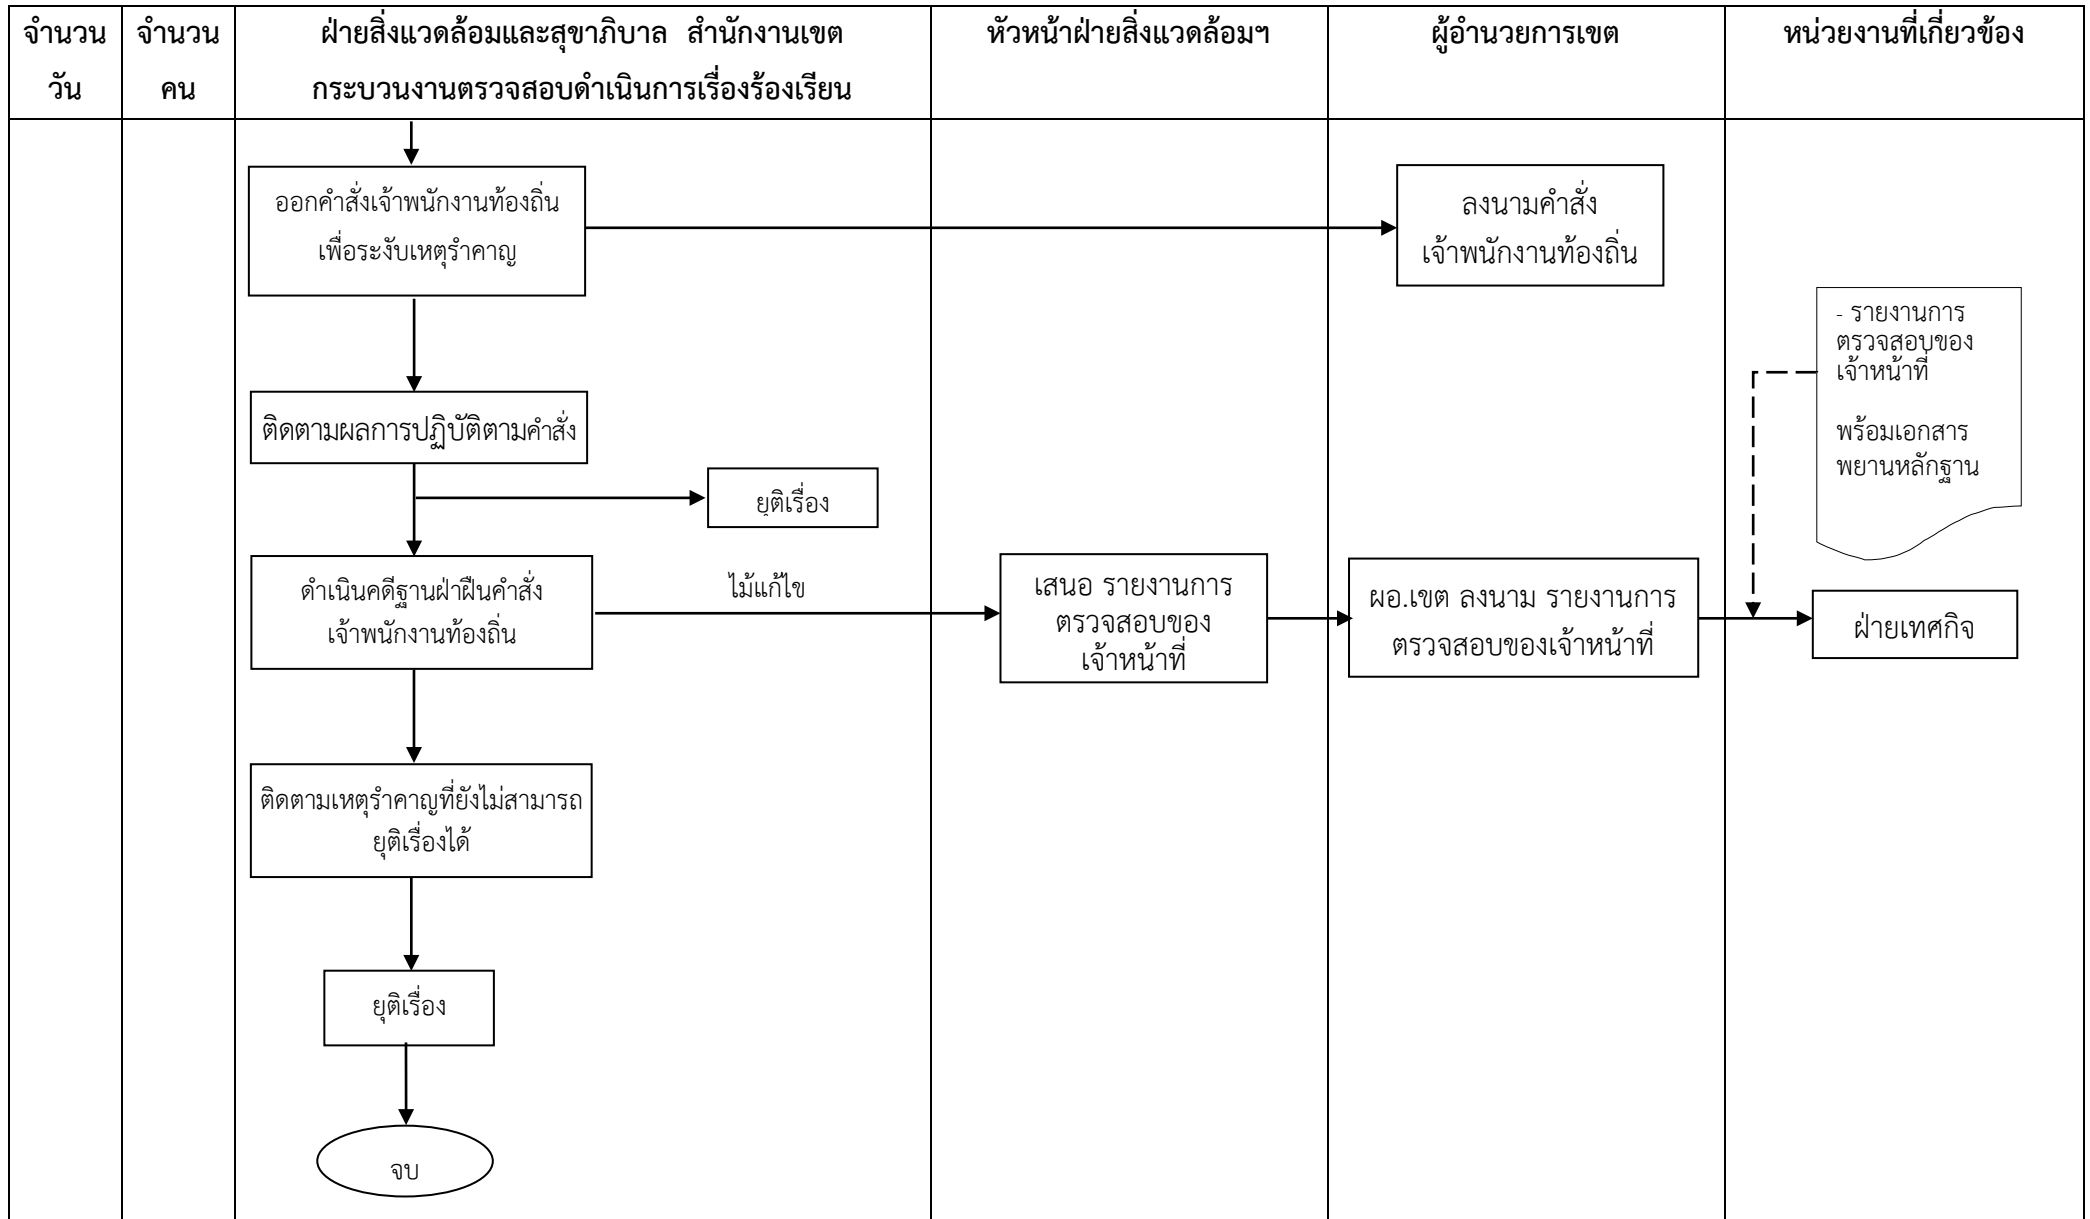 จำนวน
วัน
จำนวน
คน
ฝ่ายสิ่งแวดล้อมและสุขาภิบาล สำนักงานเขต
กระบวนงานตรวจสอบดำเนินการเรื่องร้องเรียน
หัวหน้าฝ่ายสิ่งแวดล้อมฯ
ผู้อำนวยการเขต
หน่วยงานที่เกี่ยวข้อง
ออกคำสั่งเจ้าพนักงานท้องถิ่น
เพื่อระงับเหตุรำคาญ
ลงนามคำสั่ง
เจ้าพนักงานท้องถิ่น
- รายงานการ
ตรวจสอบของ
เจ้าหน้าที่
พร้อมเอกสาร
พยานหลักฐาน
ติดตามผลการปฏิบัติตามคำสั่ง
ยุติเรื่อง
ดำเนินคดีฐานฝ่าฝืนคำสั่ง
เจ้าพนักงานท้องถิ่น
ไม้แก้ไข
เสนอ รายงานการ
ตรวจสอบของ
เจ้าหน้าที่
ผอ.เขต ลงนาม รายงานการ
ตรวจสอบของเจ้าหน้าที่
ฝ่ายเทศกิจ
ติดตามเหตุรำคาญที่ยังไม่สามารถ
ยุติเรื่องได้
ยุติเรื่อง
จบ